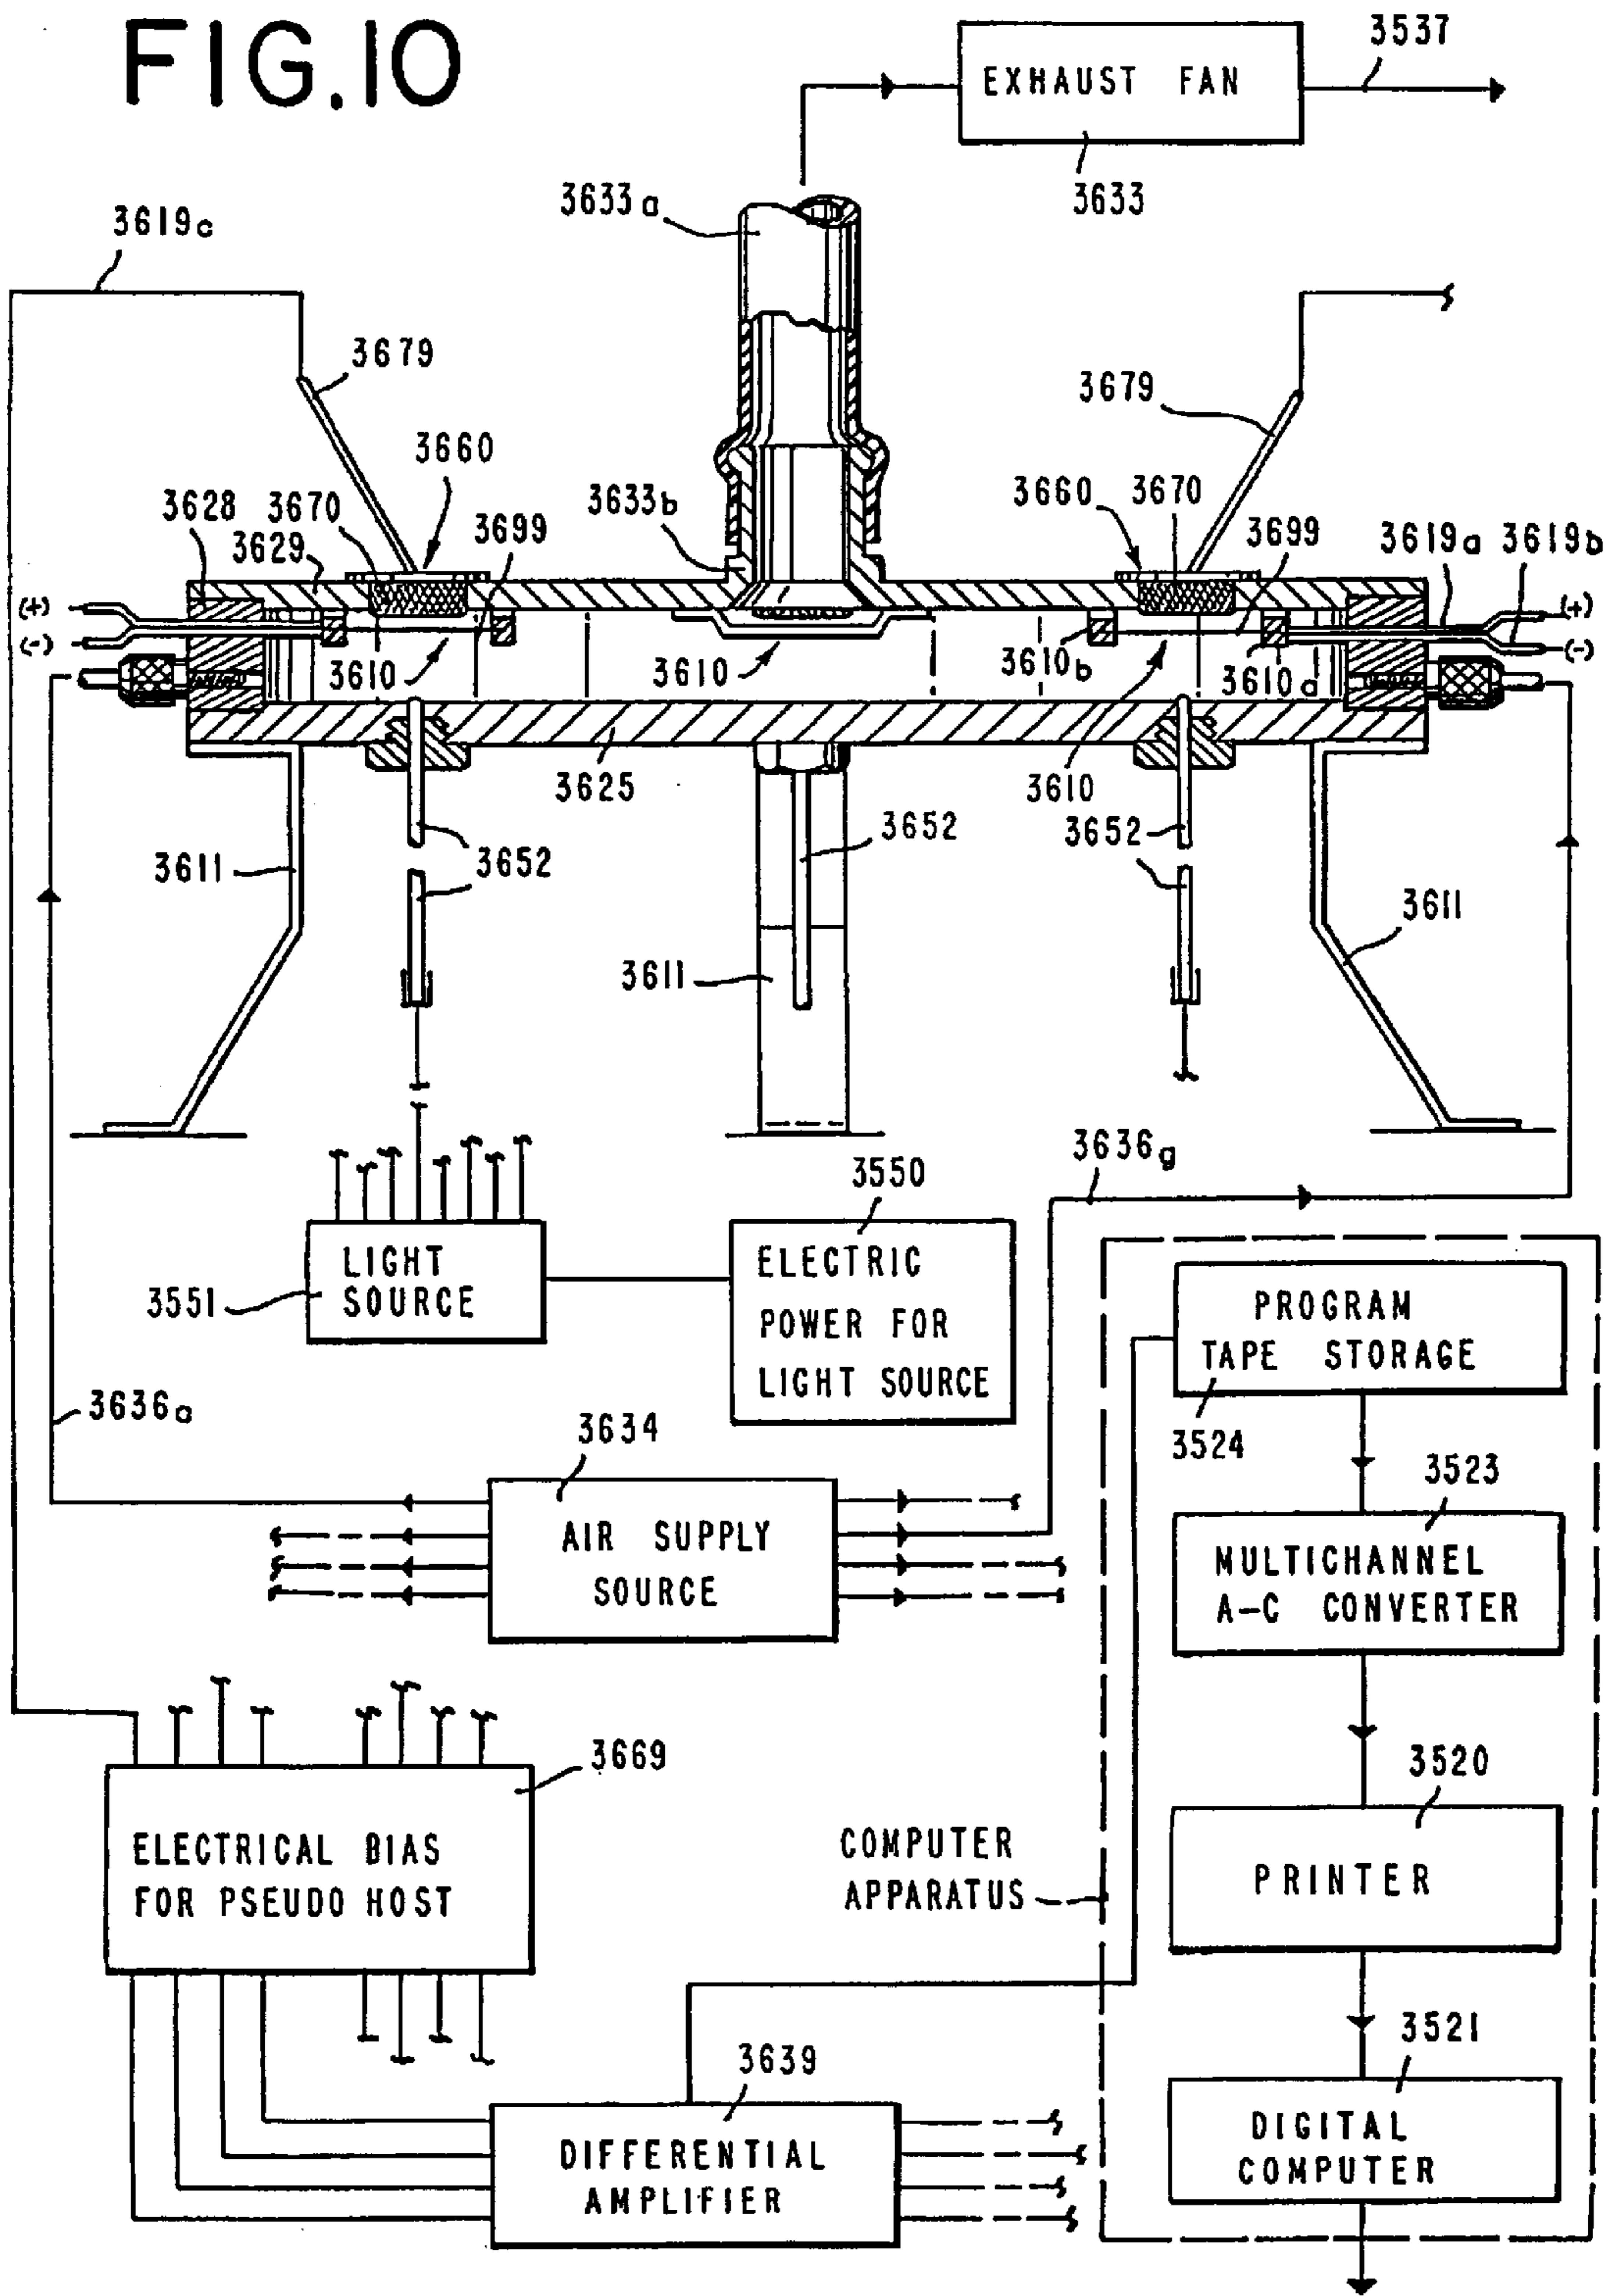 FIG.10
3537
EXHAUST FAN
3633
3633a
3619c
3679
3679
3660
3628
3670
3629
3699
3633b
3660
3670
3699
3619a
3619b
(+)
(-)
(+)
(-)
3610
3610
3610b
3610a
3610
3625
3652
3652
3652
3611
3652
3611
3611
3636g
3550
LIGHT
SOURCE
3551
ELECTRIC
POWER FOR
LIGHT SOURCE
PROGRAM
TAPE STORAGE
3524
3636a
3634
AIR SUPPLY
SOURCE
3523
MULTICHANNEL
A-C CONVERTER
3669
ELECTRICAL BIAS
FOR PSEUDO HOST
COMPUTER
APPARATUS
3520
PRINTER
3639
DIFFERENTIAL
AMPLIFIER
3521
DIGITAL
COMPUTER